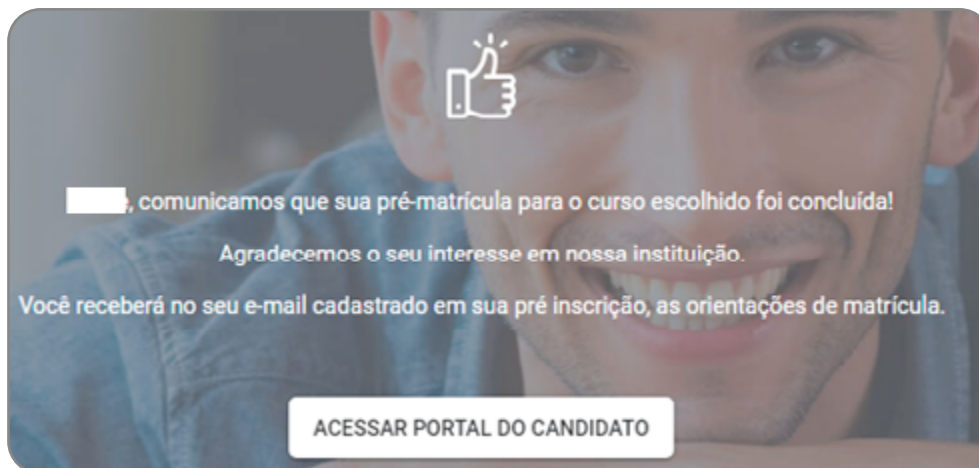 , comunicamos que sua pré-matrícula para o curso escolhido foi concluída!
Agradecemos o seu interesse em nossa instituição.
Você receberá no seu e-mail cadastrado em sua pré inscrição, as orientações de matrícula.
ACESSAR PORTAL DO CANDIDATO